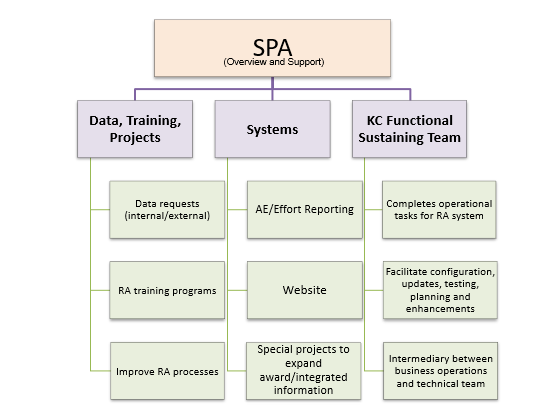 SPA
(Overview and Support)
Data, Training,
Projects
Systems
KC Functional
Sustaining Team
Data requests
(internal/external)
AE/Effort Reporting
Completes operational
tasks for RA system
RA training programs
Website
Facilitate configuration,
updates, testing,
planning and
enhancements
Improve RA processes
Special projects to
expand
award/integrated
information
Intermediary between
business operations
and technical team